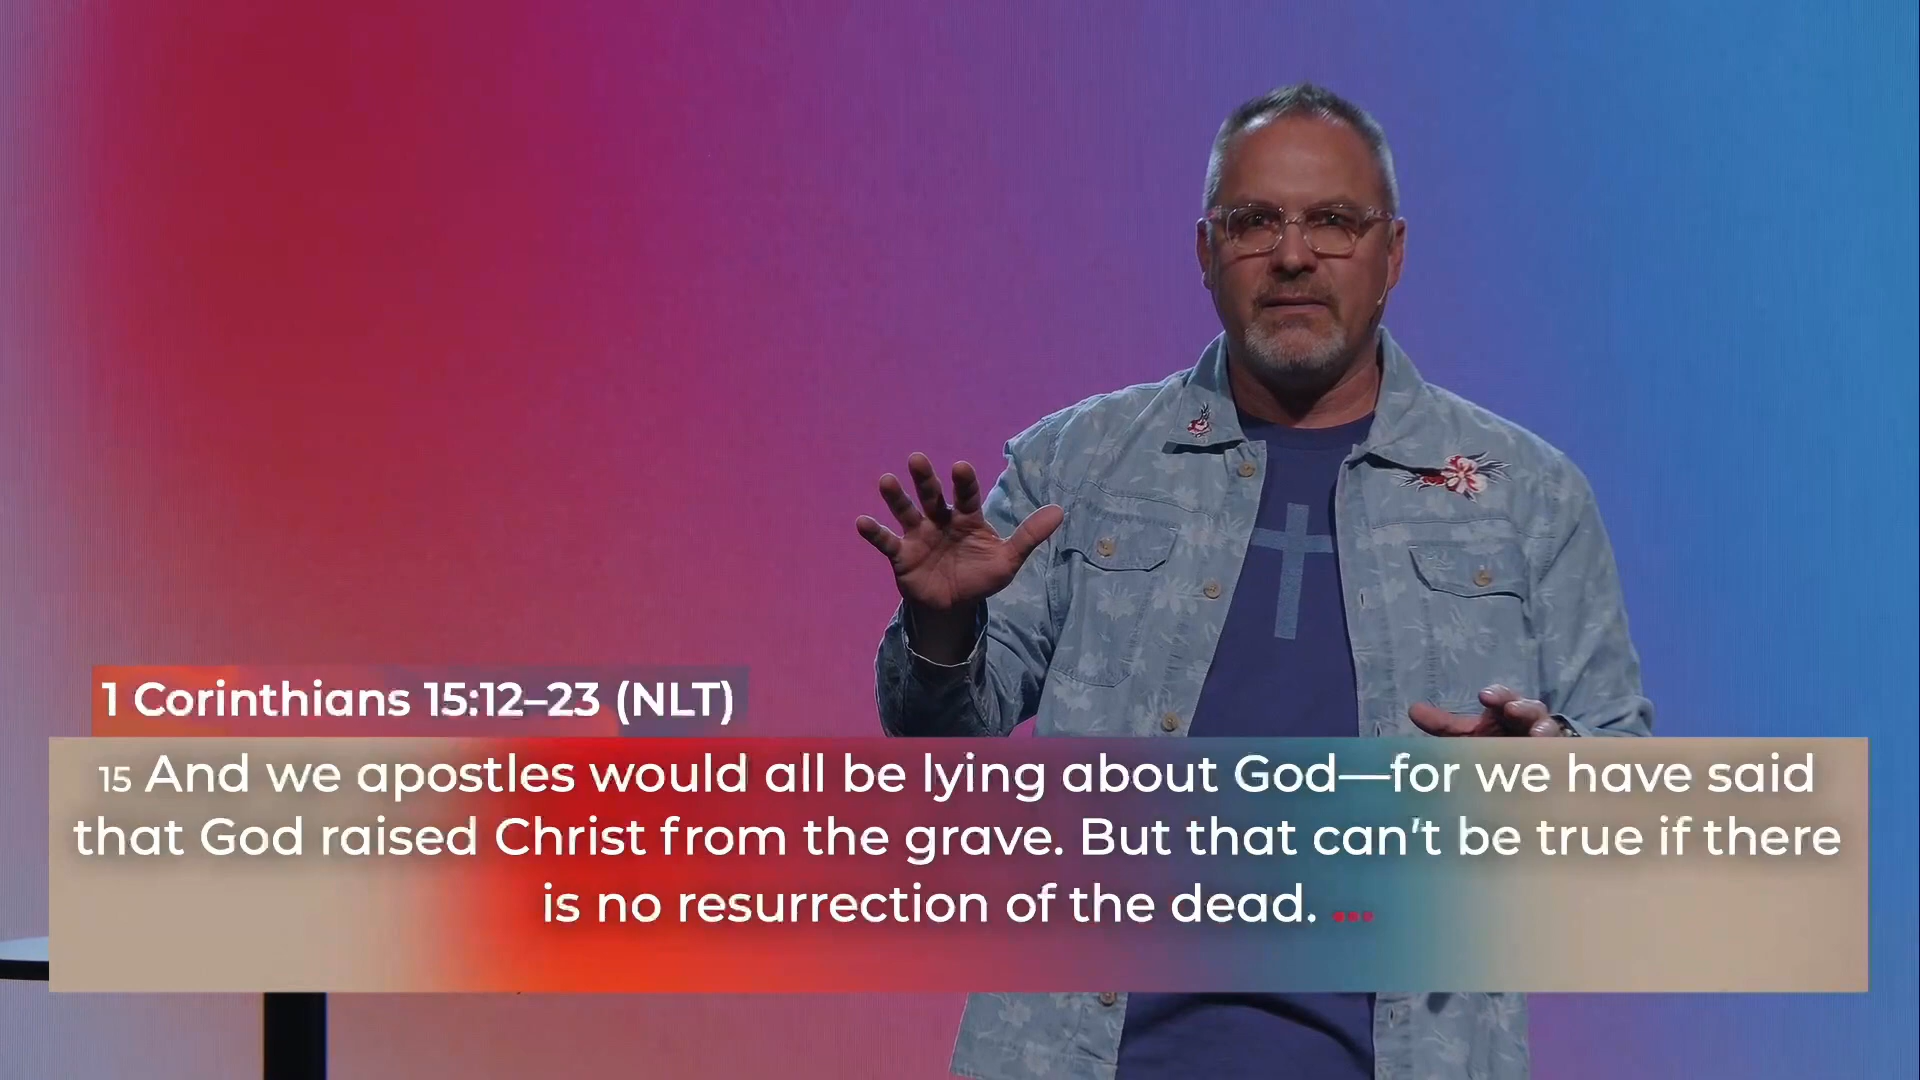 1 Corinthians 15:12–23 (NLT)
15 And we apostles would all be lying about God—for we have said
that God raised Christ from the grave. But that can't be true if there
is no resurrection of the dead. ...